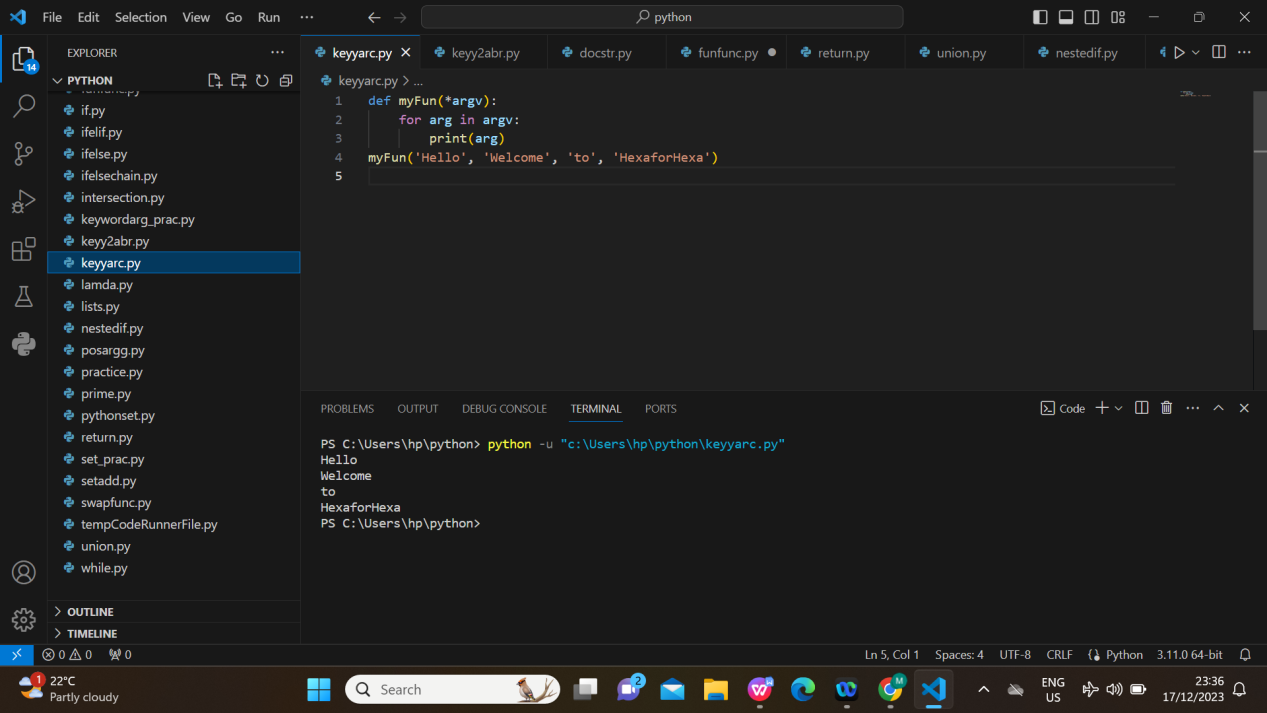 File Edit Selection View Go Run ··· python
EXPLORER ···
14
PYTHON
funfunc.py
if.py
ifelif.py
ifelse.py
ifelsechain.py
intersection.py
keywordarg_prac.py
keyy2abr.py
keyyarc.py
lamda.py
lists.py
nestedif.py
posargg.py
practice.py
prime.py
pythonset.py
return.py
set_prac.py
setadd.py
swapfunc.py
tempCodeRunnerFile.py
union.py
while.py
OUTLINE
TIMELINE
keyyarc.py keyy2abr.py docstr.py funfunc.py return.py union.py nestedif.py
keyyarc.py > ...
1 def myFun(*argv):
2 for arg in argv:
3 print(arg)
4 myFun('Hello', 'Welcome', 'to', 'HexaforHexa')
5
PROBLEMS OUTPUT DEBUG CONSOLE TERMINAL PORTS Code
PS C:\Users\hp\python> python -u "c:\Users\hp\python\keyyarc.py"
Hello
Welcome
to
HexaforHexa
PS C:\Users\hp\python>
0 0 0 Ln 5, Col 1 Spaces: 4 UTF-8 CRLF Python 3.11.0 64-bit
1
22°C
Partly cloudy
Search
2
W
M
ENG
US
23:36
17/12/2023